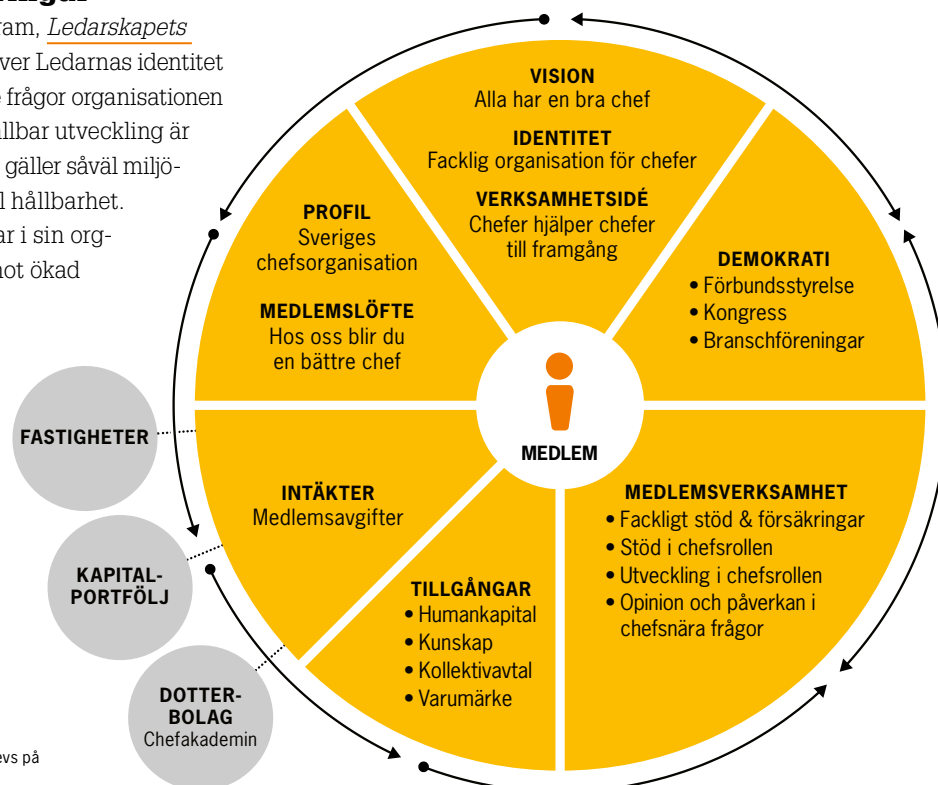 ram, Ledarskapets
ver Ledarnas identitet
frågor organisationen
llbar utveckling är
gäller såväl miljö-
l hållbarhet.
ar i sin org-
not ökad
VISION
Alla har en bra chef
IDENTITET
Facklig organisation för chefer
VERKSAMHETSIDÉ
Chefer hjälper chefer
till framgång
PROFIL
Sveriges
chefsorganisation
MEDLEMSLÖFTE
Hos oss blir du
en bättre chef
DEMOKRATI
• Förbundsstyrelse
• Kongress
• Branschföreningar
MEDLEM
FASTIGHETER
INTÄKTER
Medlemsavgifter
MEDLEMSVERKSAMHET
• Fackligt stöd & försäkringar
• Stöd i chefsrollen
• Utveckling i chefsrollen
• Opinion och påverkan i
chefsnära frågor
KAPITAL-
PORTFÖLJ
TILLGÅNGAR
• Humankapital
• Kunskap
• Kollektivavtal
• Varumärke
DOTTER-
BOLAG
Chefakademin
evs på